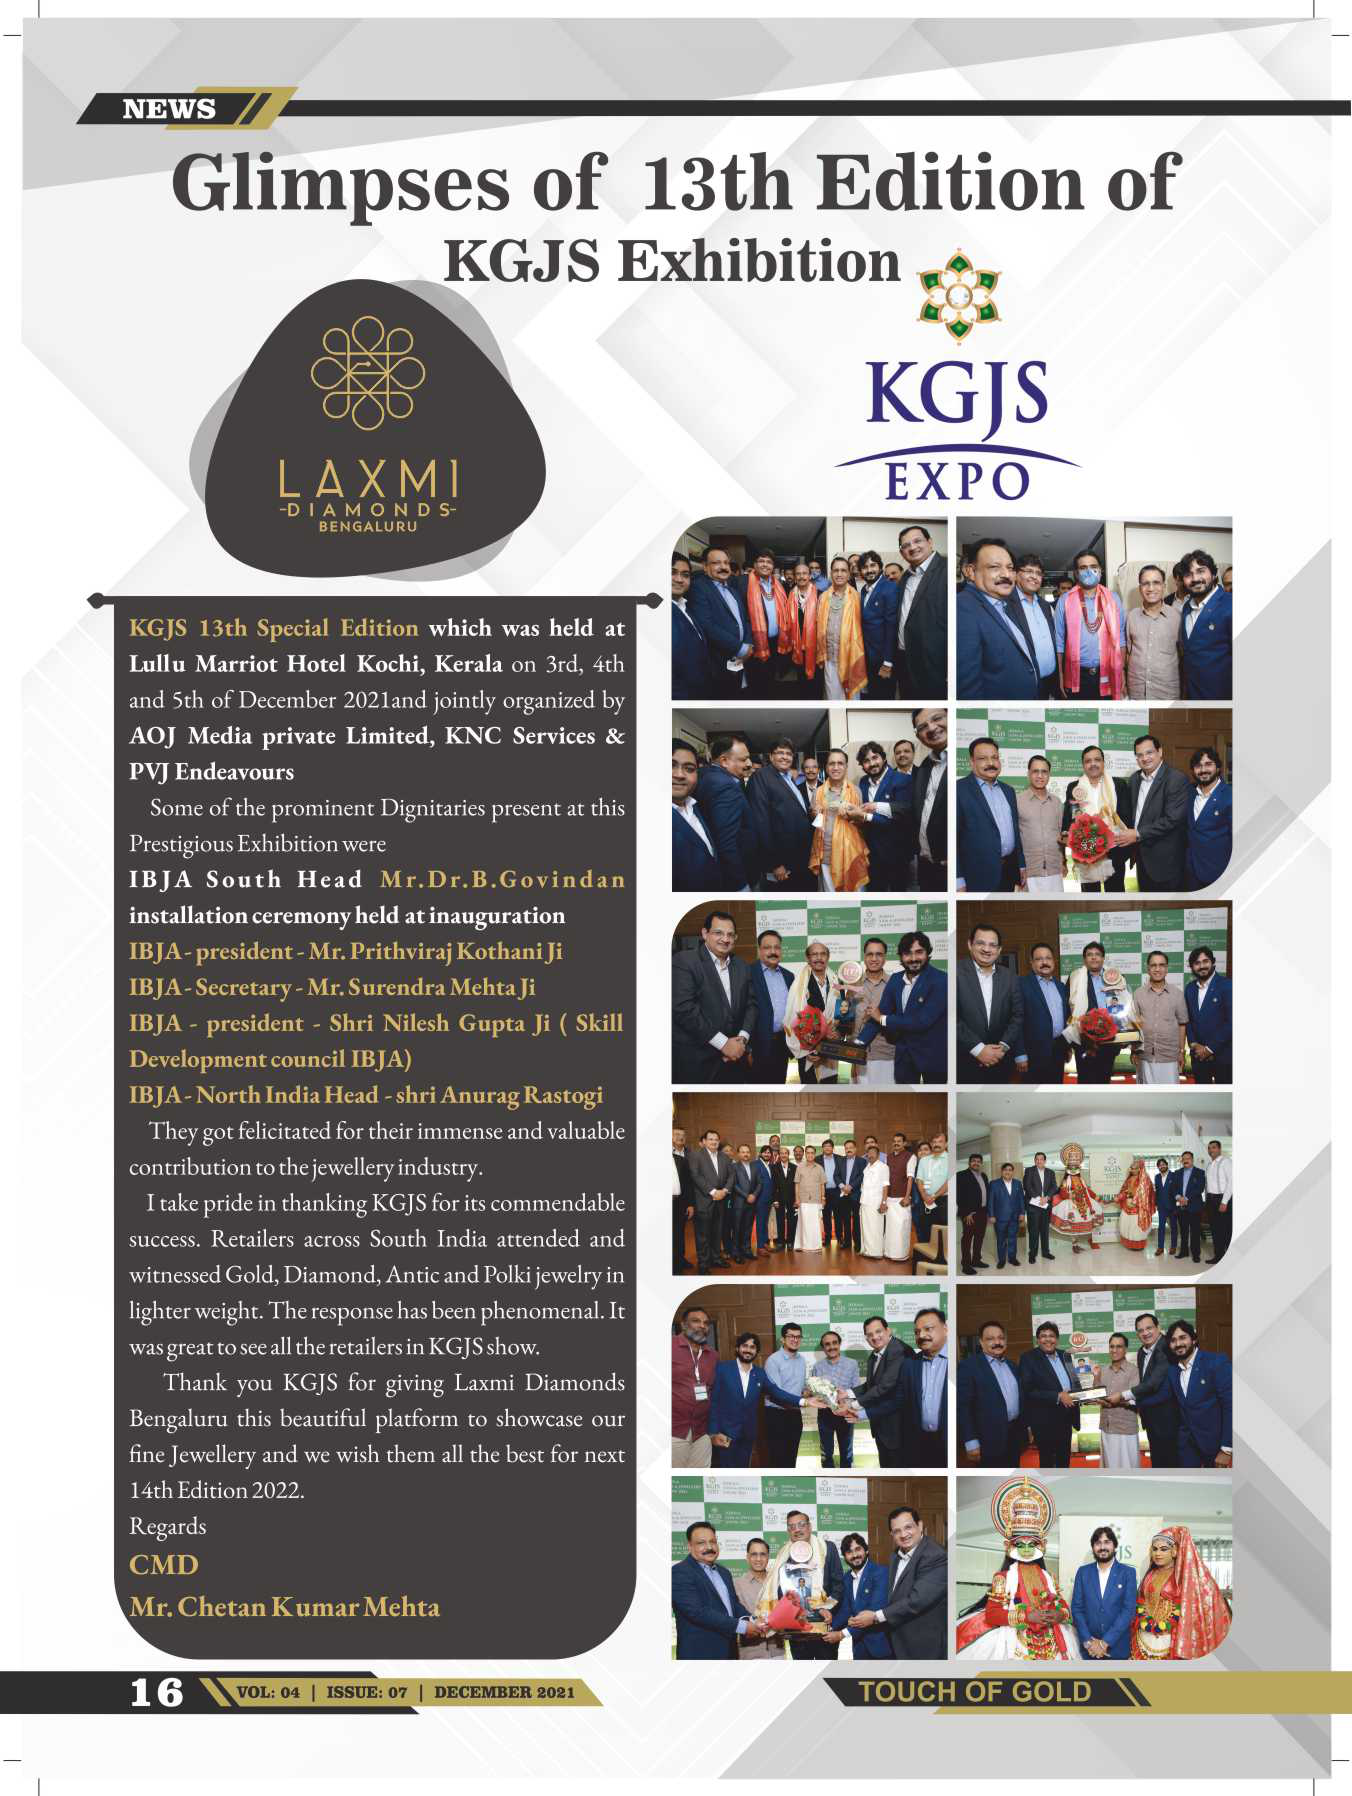 NEWS
Glimpses of 13th Edition of
KGJS Exhibition
LAXMI
-DIAMONDS-
BENGALURU
KGJS
EXPO
KGJS 13th Special Edition which was held at
Lullu Marriot Hotel Kochi, Kerala on 3rd, 4th
and 5th of December 2021and jointly organized by
AOJ Media private Limited, KNC Services &
PVJ Endeavours
Some of the prominent Dignitaries present at this
Prestigious Exhibition were
IBJA South Head Mr.Dr.B.Govindan
installation ceremony held at inauguration
IBJA - president - Mr. Prithviraj Kothani Ji
IBJA - Secretary - Mr. Surendra Mehta Ji
IBJA - president - Shri Nilesh Gupta Ji ( Skill
Development council IBJA)
IBJA - North India Head - shri Anurag Rastogi
They got felicitated for their immense and valuable
contribution to the jewellery industry.
I take pride in thanking KGJS for its commendable
success. Retailers across South India attended and
witnessed Gold, Diamond, Antic and Polki jewelry in
lighter weight. The response has been phenomenal. It
was great to see all the retailers in KGJS show.
Thank you KGJS for giving Laxmi Diamonds
Bengaluru this beautiful platform to showcase our
fine Jewellery and we wish them all the best for next
14th Edition 2022.
Regards
CMD
Mr. Chetan Kumar Mehta
16 VOL: 04 | ISSUE: 07 | DECEMBER 2021
TOUCH OF GOLD